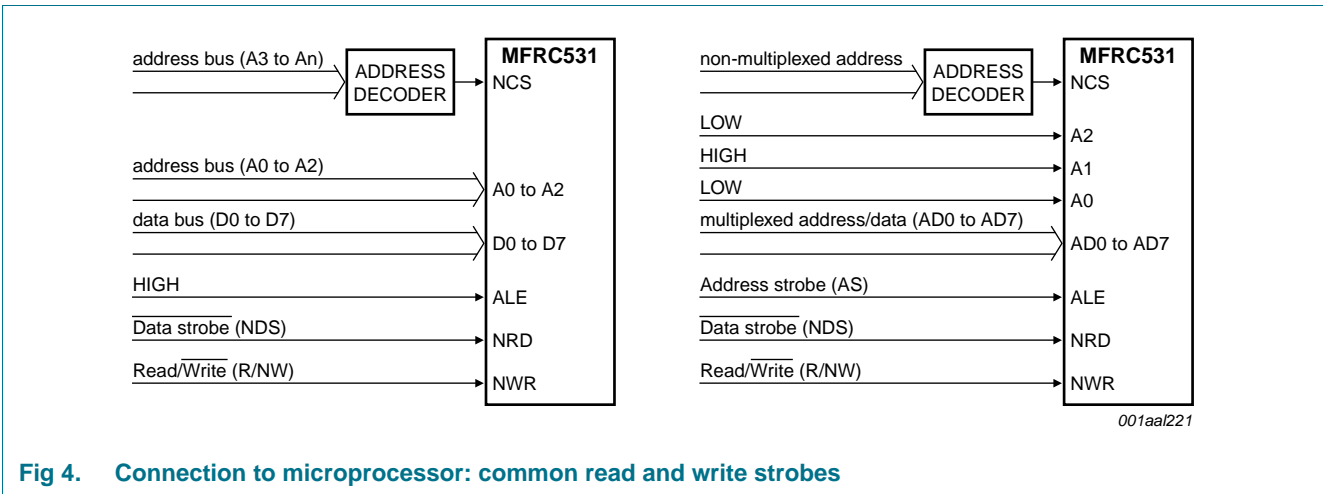 address bus (A3 to An)
ADDRESS
DECODER
MFRC531
NCS
address bus (A0 to A2)
A0 to A2
data bus (D0 to D7)
D0 to D7
HIGH
ALE
Data strobe (NDS)
NRD
Read/Write (R/NW)
NWR
non-multiplexed address
ADDRESS
DECODER
MFRC531
NCS
LOW
A2
HIGH
A1
LOW
A0
multiplexed address/data (AD0 to AD7)
AD0 to AD7
Address strobe (AS)
ALE
Data strobe (NDS)
NRD
Read/Write (R/NW)
NWR
001aal221
Fig 4. Connection to microprocessor: common read and write strobes